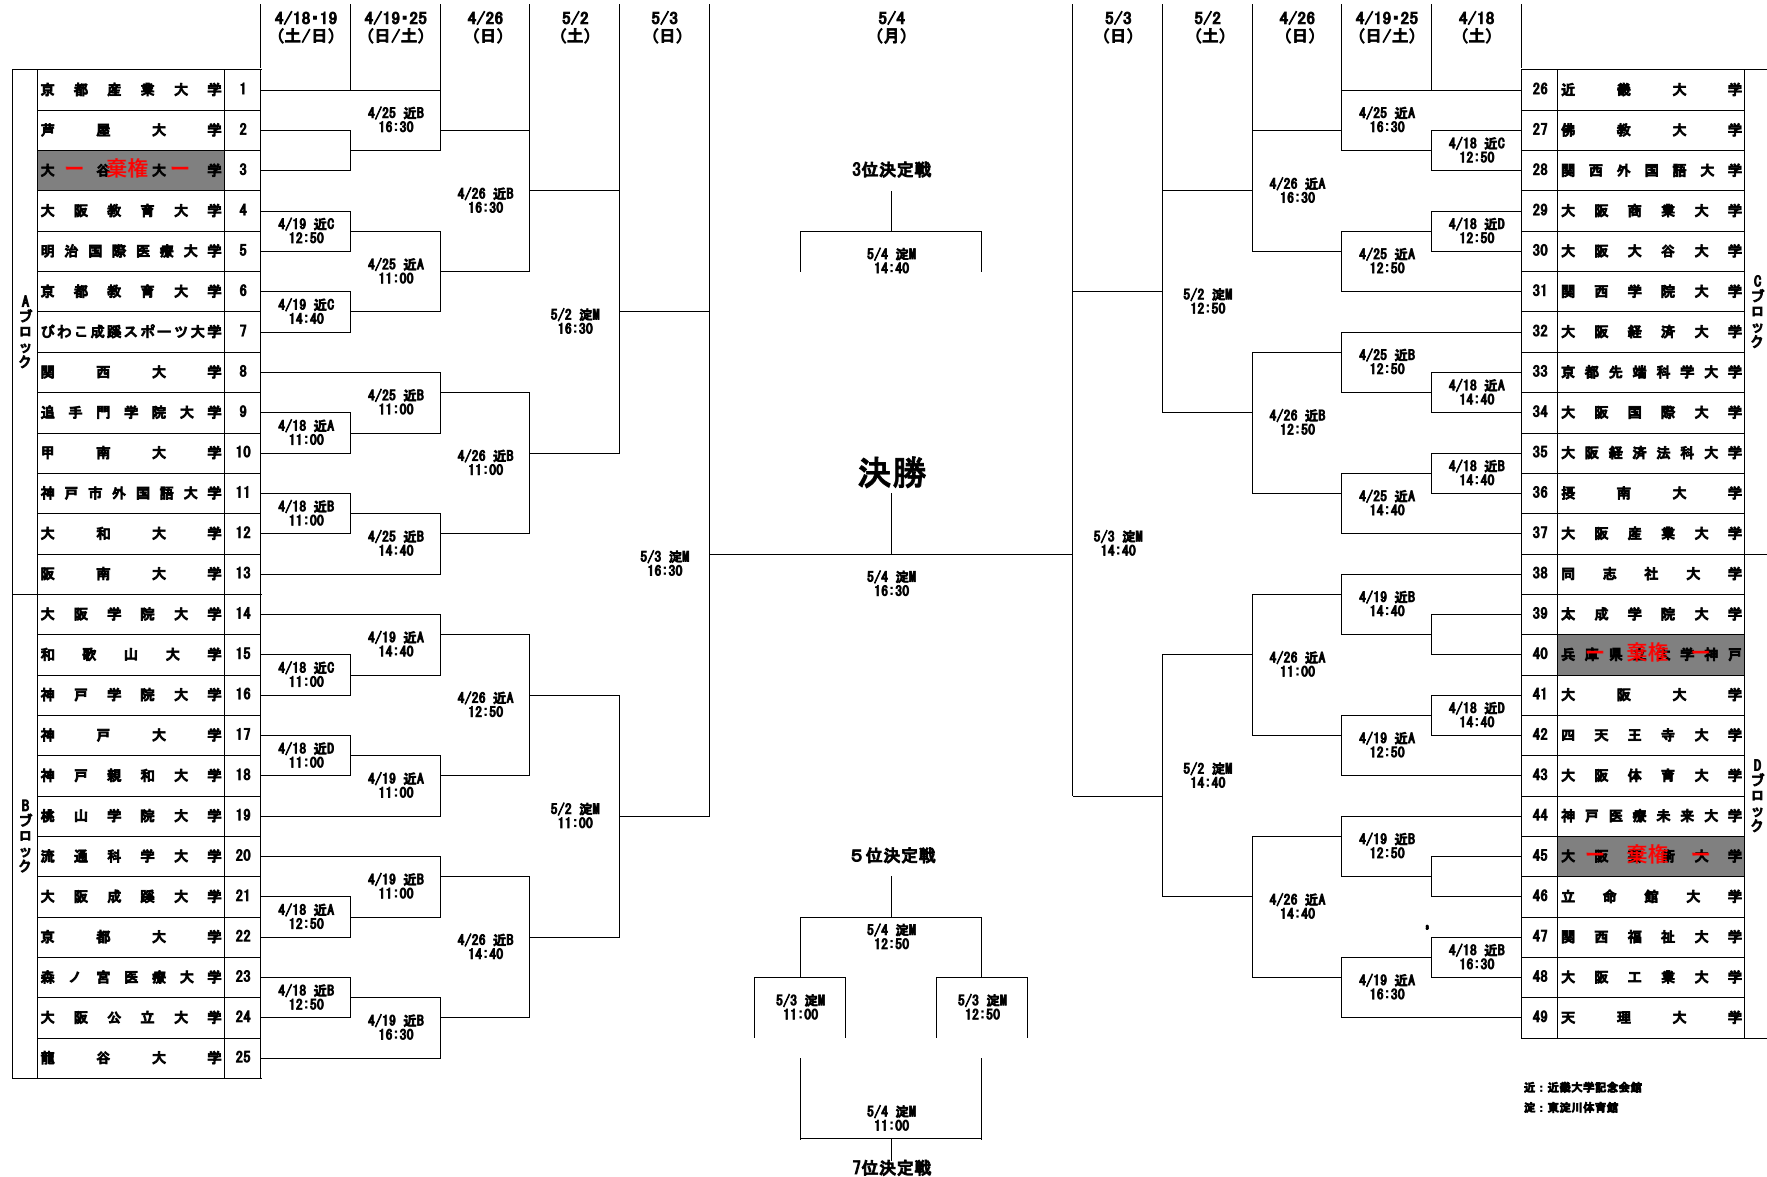 4/18・19
(土/日)
4/19・25
(日/土)
4/26
(日)
5/2
(土)
5/3
(日)
5/4
(月)
5/3
(日)
5/2
(土)
4/26
(日)
4/19・25
(日/土)
4/18
(土)
Aブロック
京都産業大学 1
芦屋大学 2
大谷大学 3
ー 棄権 ー
大阪教育大学 4
明治国際医療大学 5
京都教育大学 6
びわこ成蹊スポーツ大学 7
関西大学 8
追手門学院大学 9
甲南大学 10
神戸市外国語大学 11
大和大学 12
阪南大学 13
Bブロック
大阪学院大学 14
和歌山大学 15
神戸学院大学 16
神戸大学 17
神戸親和大学 18
桃山学院大学 19
流通科学大学 20
大阪成蹊大学 21
京都大学 22
森ノ宮医療大学 23
大阪公立大学 24
龍谷大学 25
4/19 近C
12:50
4/19 近C
14:40
4/18 近A
11:00
4/18 近B
11:00
4/18 近C
11:00
4/18 近D
11:00
4/18 近A
12:50
4/18 近B
12:50
4/25 近B
16:30
4/25 近A
11:00
4/25 近B
11:00
4/25 近B
14:40
4/19 近A
14:40
4/19 近A
11:00
4/19 近B
11:00
4/19 近B
16:30
4/26 近B
16:30
4/26 近B
11:00
4/26 近A
12:50
4/26 近B
14:40
5/2 淀M
16:30
5/2 淀M
11:00
5/3 淀M
16:30
3位決定戦
5/4 淀M
14:40
決勝
5/4 淀M
16:30
5位決定戦
5/4 淀M
12:50
5/3 淀M
11:00
5/3 淀M
12:50
5/4 淀M
11:00
7位決定戦
5/3 淀M
14:40
5/2 淀M
12:50
5/2 淀M
14:40
4/26 近A
16:30
4/26 近B
12:50
4/26 近A
11:00
4/26 近A
14:40
4/25 近A
16:30
4/25 近A
12:50
4/25 近B
12:50
4/25 近A
14:40
4/19 近B
14:40
4/19 近A
12:50
4/19 近B
12:50
4/19 近A
16:30
4/18 近C
12:50
4/18 近D
12:50
4/18 近A
14:40
4/18 近B
14:40
4/18 近D
14:40
4/18 近B
16:30
Cブロック
26 近畿大学
27 佛教大学
28 関西外国語大学
29 大阪商業大学
30 大阪大谷大学
31 関西学院大学
32 大阪経済大学
33 京都先端科学大学
34 大阪国際大学
35 大阪経済法科大学
36 摂南大学
37 大阪産業大学
Dブロック
38 同志社大学
39 太成学院大学
40 兵庫県立大学神戸
ー 棄権 ー
41 大阪大学
42 四天王寺大学
43 大阪体育大学
44 神戸医療未来大学
45 大阪芸術大学
ー 棄権 ー
46 立命館大学
47 関西福祉大学
48 大阪工業大学
49 天理大学
近：近畿大学記念会館
淀：東淀川体育館